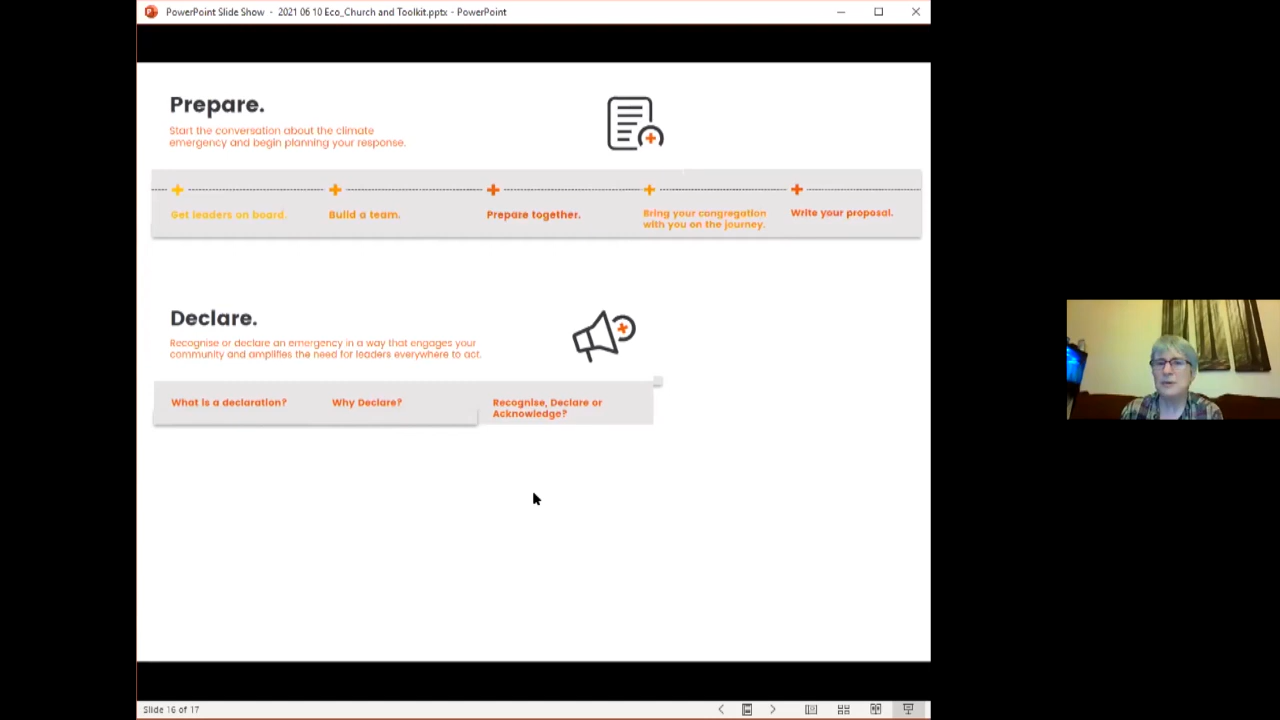 PowerPoint Slide Show - 2021 06 10 Eco_Church and Toolkit.pptx - PowerPoint
Prepare.
Start the conversation about the climate
emergency and begin planning your response.
Get leaders on board.
Build a team.
Prepare together.
Bring your congregation
with you on the journey.
Write your proposal.
Declare.
Recognise or declare an emergency in a way that engages your
community and amplifies the need for leaders everywhere to act.
What is a declaration?
Why Declare?
Recognise, Declare or
Acknowledge?
Slide 16 of 17